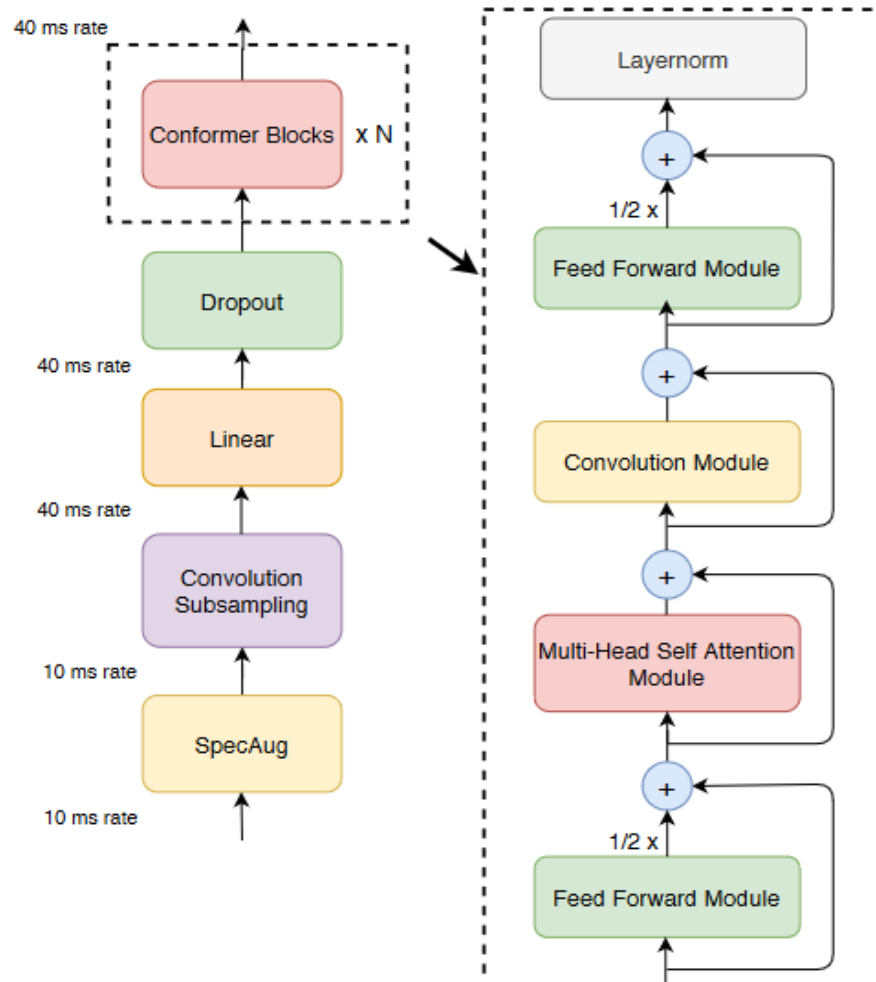 40 ms rate
Conformer Blocks
x N
Dropout
40 ms rate
Linear
40 ms rate
Convolution
Subsampling
10 ms rate
SpecAug
10 ms rate
Layernorm
+
1/2 x
Feed Forward Module
+
Convolution Module
+
Multi-Head Self Attention
Module
+
1/2 x
Feed Forward Module